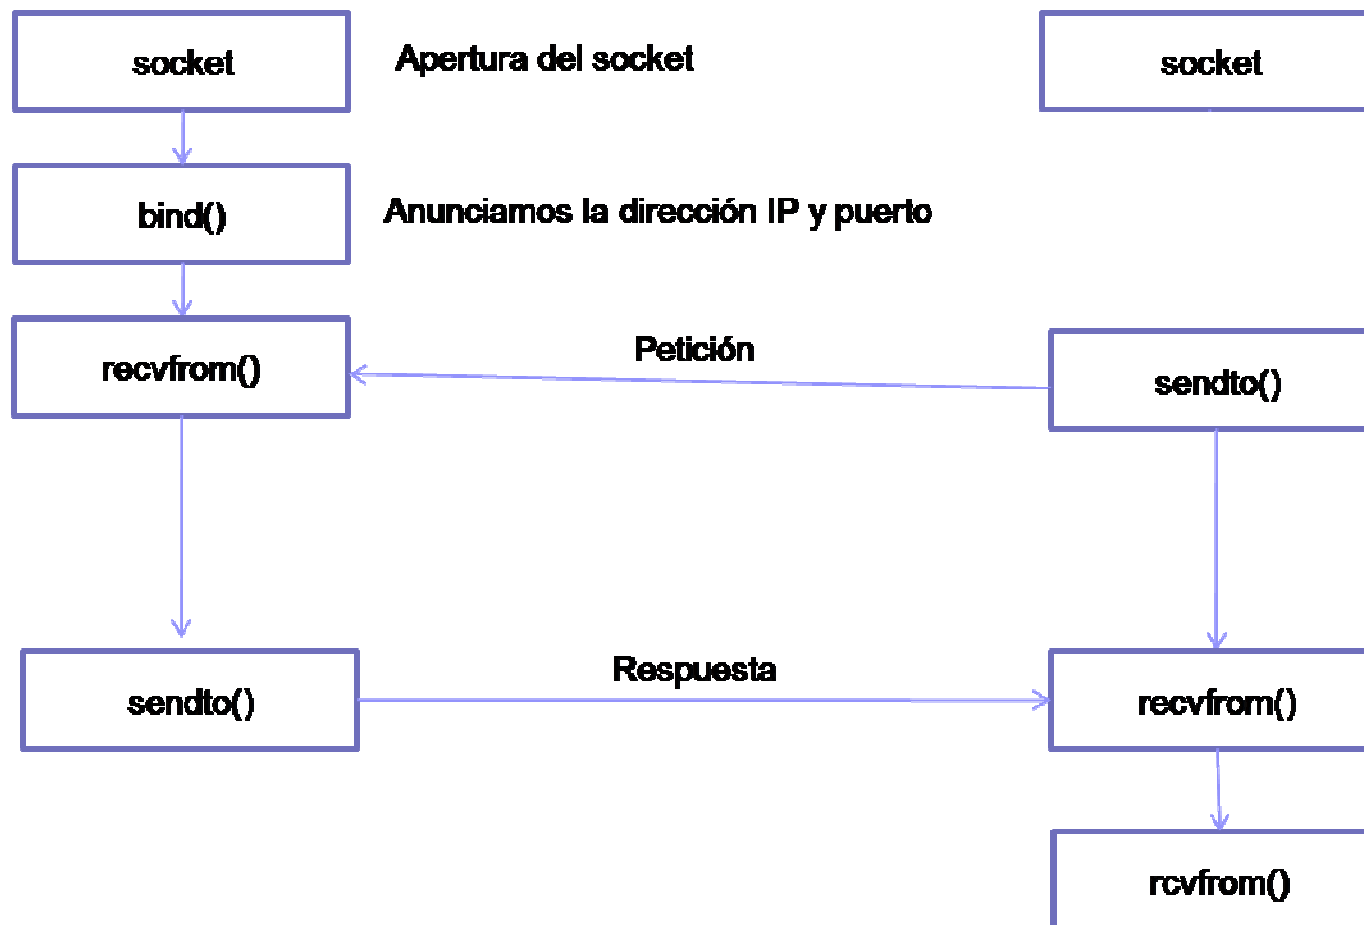 socket
Apertura del socket
socket
bind()
Anunciamos la dirección IP y puerto
recvfrom()
Petición
sendto()
sendto()
Respuesta
recvfrom()
rcvfrom()